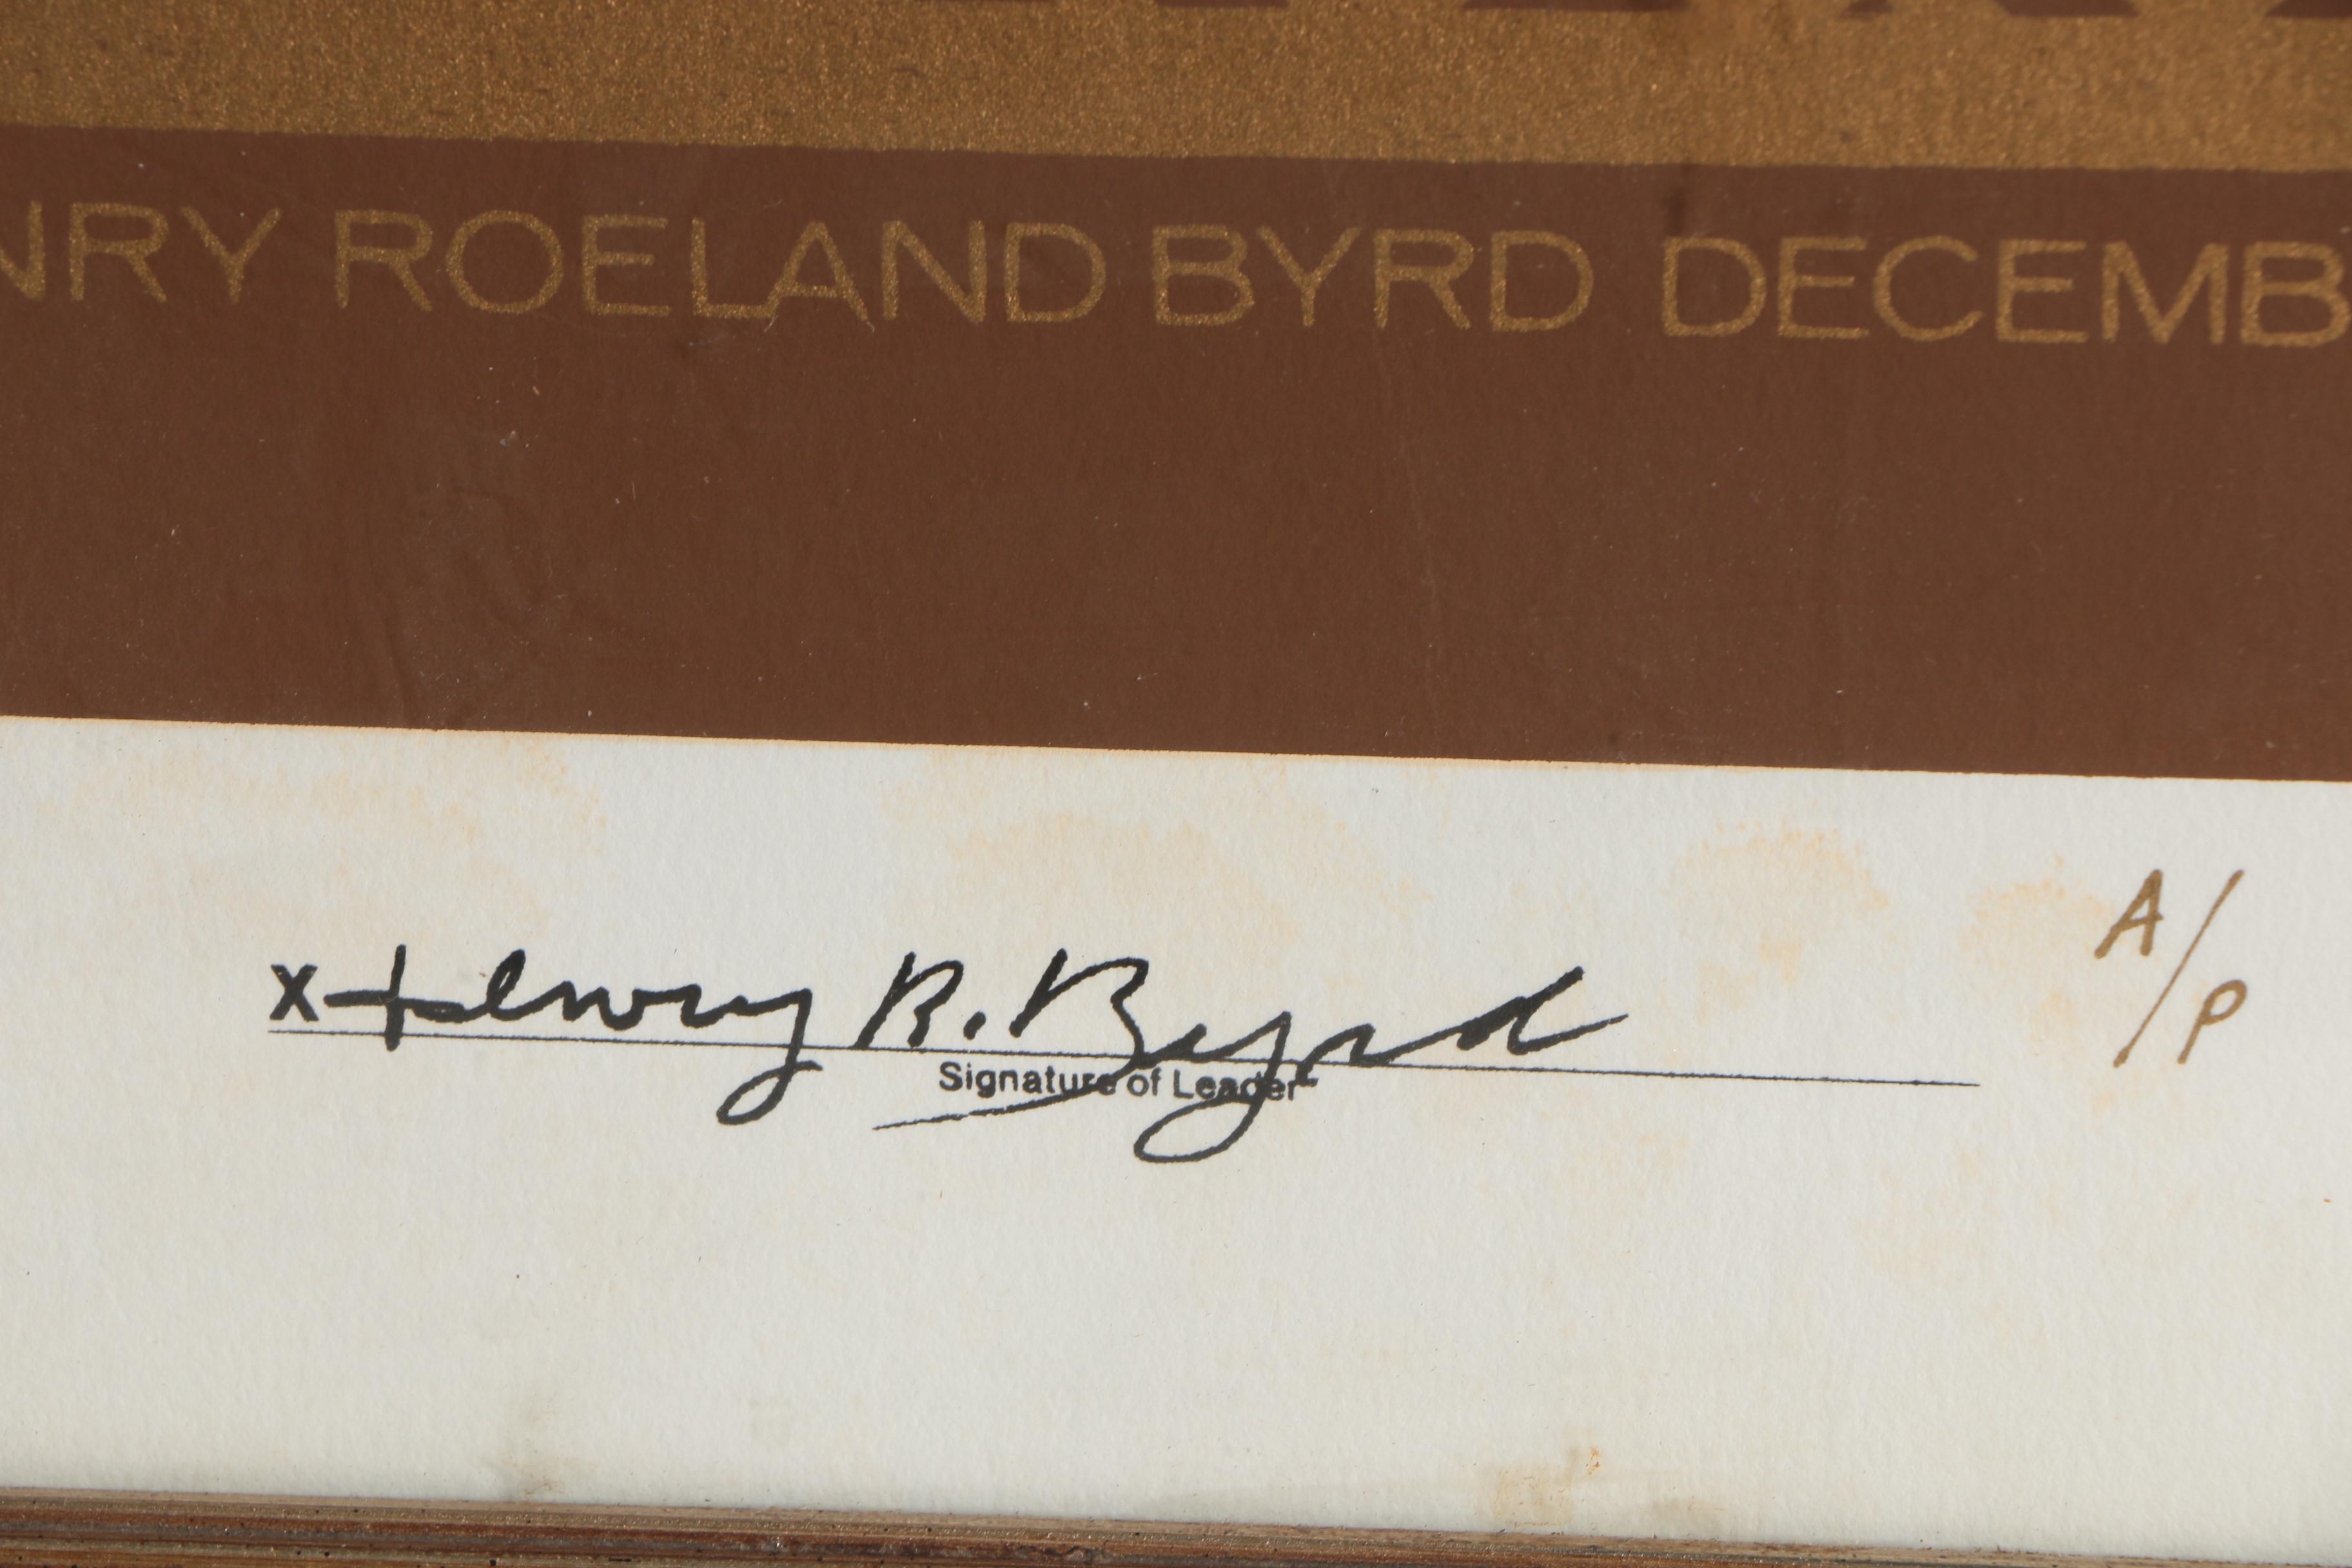 NRY ROELAND BYRD DECEMB
x Henry R. Byrd
Signature of Leader
A/P